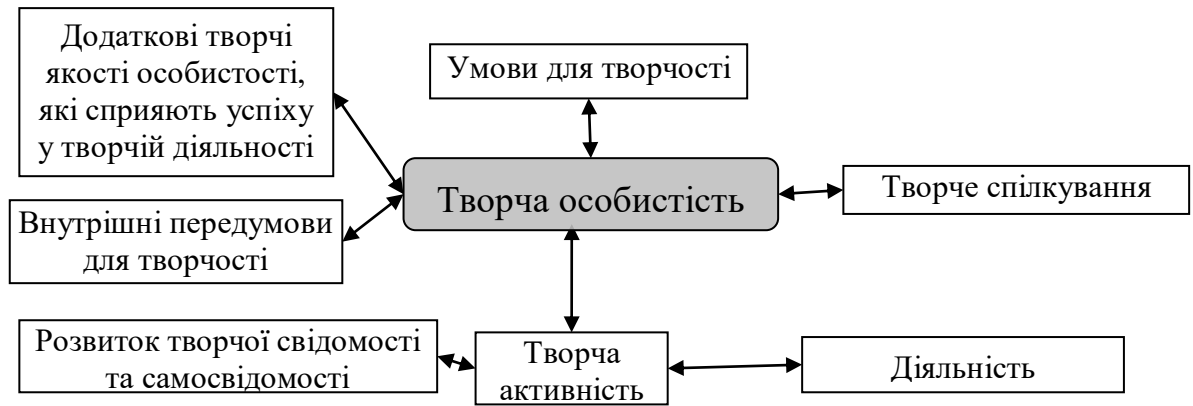 Додаткові творчі
якості особистості,
які сприяють успіху
у творчій діяльності
Умови для творчості
Творча особистість
Творче спілкування
Внутрішні передумови
для творчості
Розвиток творчої свідомості
та самосвідомості
Творча
активність
Діяльність